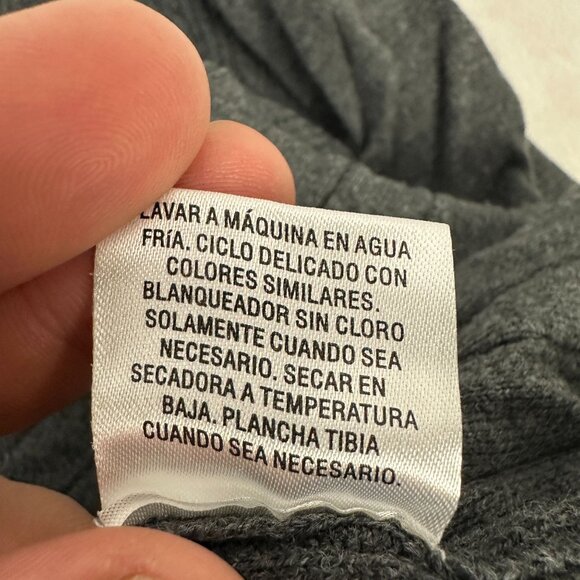 LAVAR A MÁQUINA EN AGUA
FRÍA. CICLO DELICADO CON
COLORES SIMILARES.
BLANQUEADOR SIN CLORO
SOLAMENTE CUANDO SEA
NECESARIO. SECAR EN
SECADORA A TEMPERATURA
BAJA. PLANCHA TIBIA
CUANDO SEA NECESARIO.